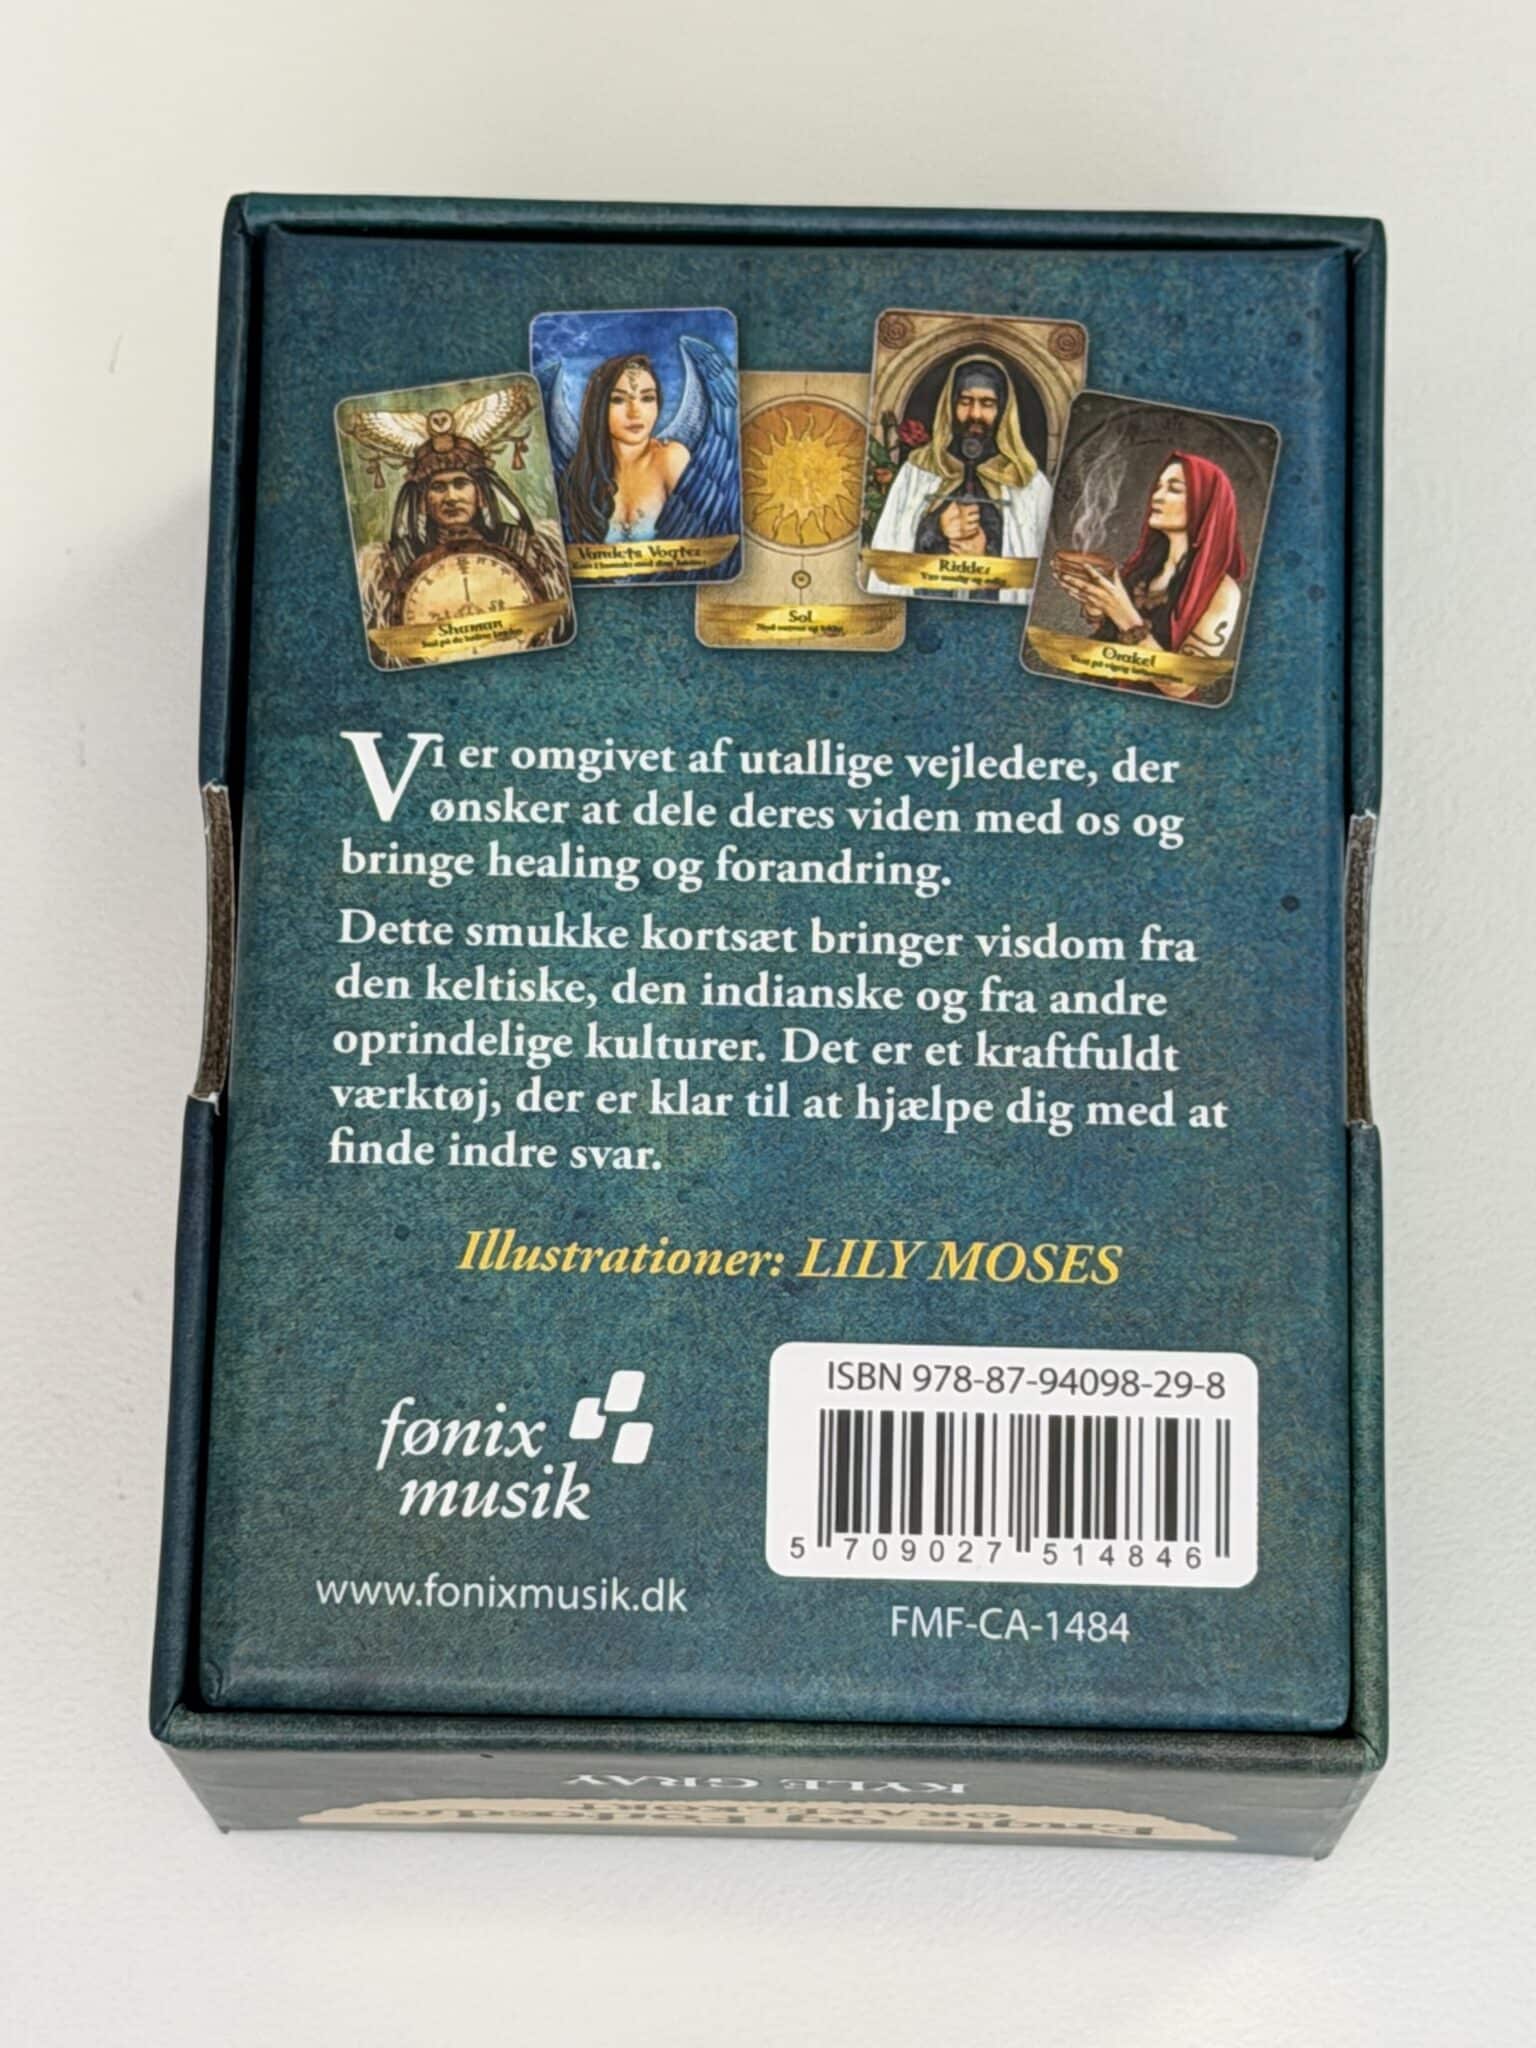 Shaman
Vandets Vogter
Sol
Ridder
Orakel
Vi er omgivet af utallige vejledere, der
ønsker at dele deres viden med os og
bringe healing og forandring.
Dette smukke kortsæt bringer visdom fra
den keltiske, den indianske og fra andre
oprindelige kulturer. Det er et kraftfuldt
værktøj, der er klar til at hjælpe dig med at
finde indre svar.
Illustrationer: LILY MOSES
fønix
musik
www.fonixmusik.dk
ISBN 978-87-94098-29-8
5 709027 514846
FMF-CA-1484
KYLE GRAY
ORAKELKORT
Engle og Forfædre